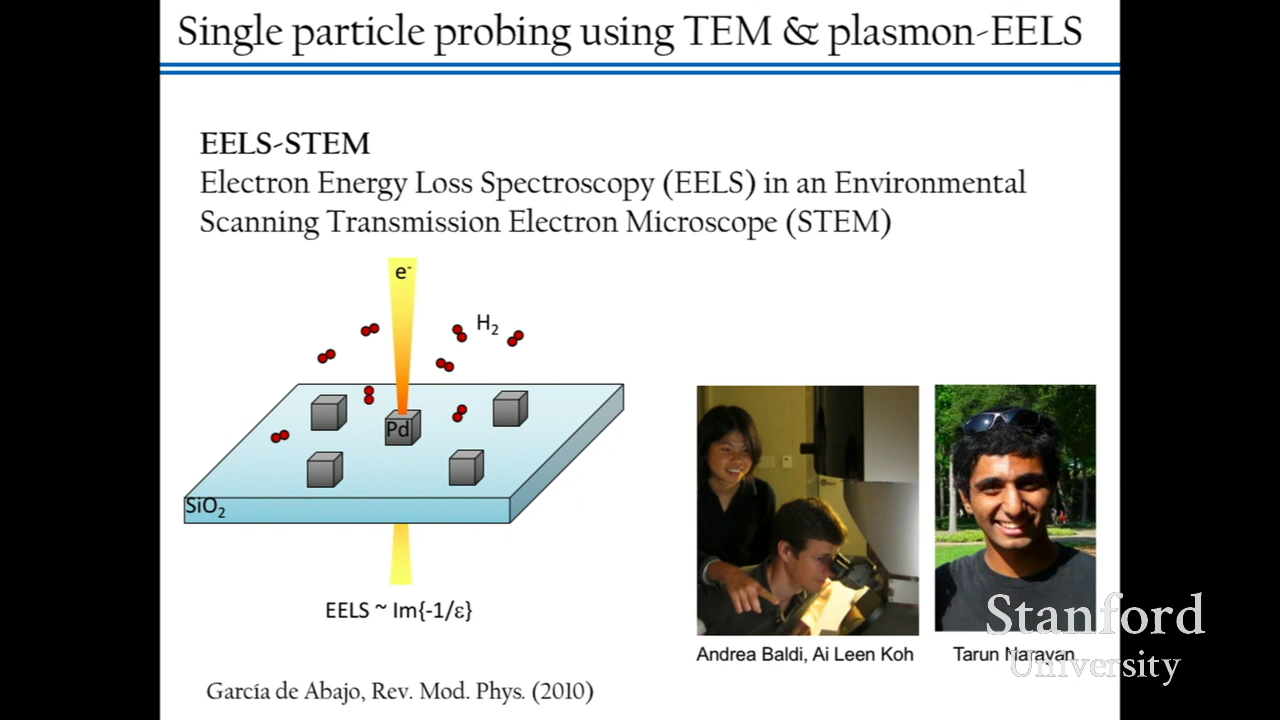 Single particle probing using TEM & plasmon-EELS
EELS-STEM
Electron Energy Loss Spectroscopy (EELS) in an Environmental
Scanning Transmission Electron Microscope (STEM)
e⁻
H₂
Pd
SiO₂
EELS ~ Im{-1/ε}
Andrea Baldi, Ai Leen Koh
Tarun Narayan
García de Abajo, Rev. Mod. Phys. (2010)
Stanford
University